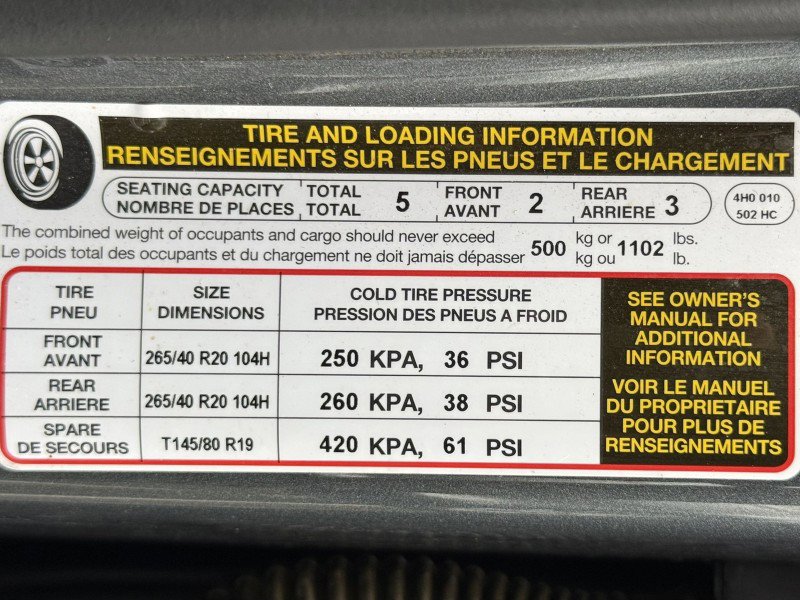 TIRE AND LOADING INFORMATION
RENSEIGNEMENTS SUR LES PNEUS ET LE CHARGEMENT
SEATING CAPACITY TOTAL 5 FRONT 2 REAR 3 4H0 010
NOMBRE DE PLACES TOTAL AVANT ARRIERE 502 HC
The combined weight of occupants and cargo should never exceed 500 kg or 1102 lbs.
Le poids total des occupants et du chargement ne doit jamais dépasser kg ou lb.
TIRE SIZE COLD TIRE PRESSURE
PNEU DIMENSIONS PRESSION DES PNEUS A FROID
FRONT
AVANT 265/40 R20 104H 250 KPA, 36 PSI
REAR
ARRIERE 265/40 R20 104H 260 KPA, 38 PSI
SPARE
DE SECOURS T145/80 R19 420 KPA, 61 PSI
SEE OWNER'S
MANUAL FOR
ADDITIONAL
INFORMATION
VOIR LE MANUEL
DU PROPRIETAIRE
POUR PLUS DE
RENSEIGNEMENTS